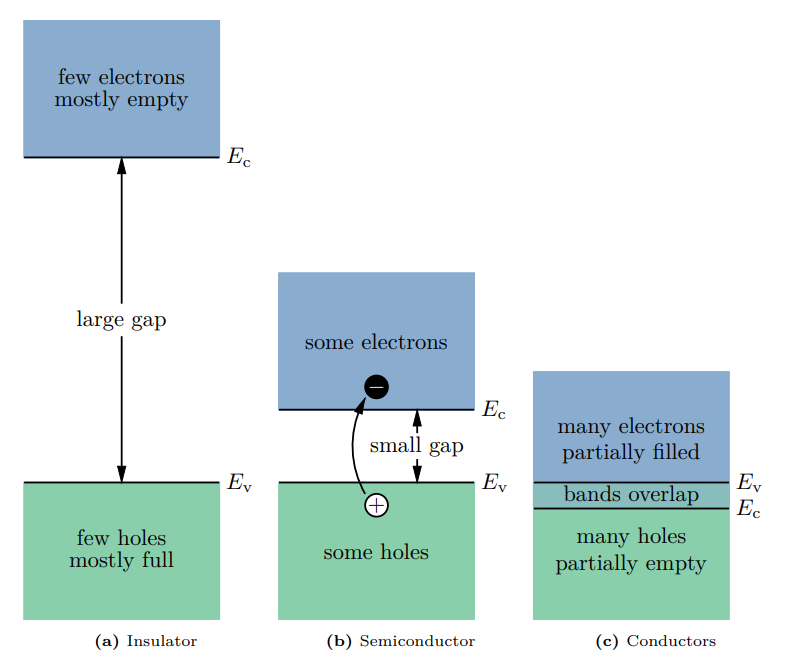 few electrons
mostly empty
E_c
large gap
E_v
few holes
mostly full
(a) Insulator
some electrons
−
E_c
small gap
E_v
+
some holes
(b) Semiconductor
many electrons
partially filled
E_v
bands overlap
E_c
many holes
partially empty
(c) Conductors